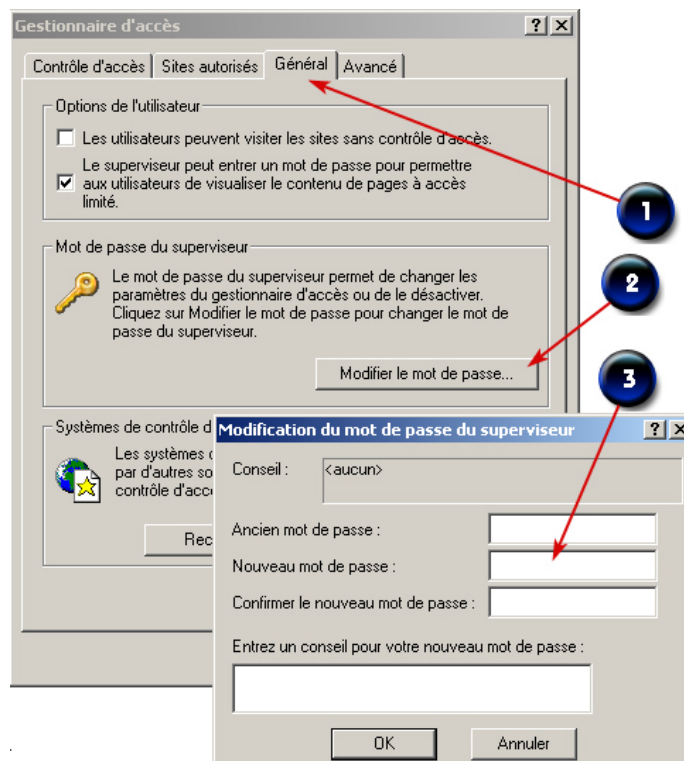 Gestionnaire d'accès
Contrôle d'accès Sites autorisés Général Avancé
Options de l'utilisateur
Les utilisateurs peuvent visiter les sites sans contrôle d'accès.
Le superviseur peut entrer un mot de passe pour permettre
aux utilisateurs de visualiser le contenu de pages à accès
limité.
1
Mot de passe du superviseur
Le mot de passe du superviseur permet de changer les
paramètres du gestionnaire d'accès ou de le désactiver.
Cliquez sur Modifier le mot de passe pour changer le mot de
passe du superviseur.
2
Modifier le mot de passe...
3
Systèmes de contrôle d
Les systèmes
par d'autres so
contrôle d'acc
Rec
Modification du mot de passe du superviseur
Conseil :
<aucun>
Ancien mot de passe :
Nouveau mot de passe :
Confirmer le nouveau mot de passe :
Entrez un conseil pour votre nouveau mot de passe :
OK Annuler